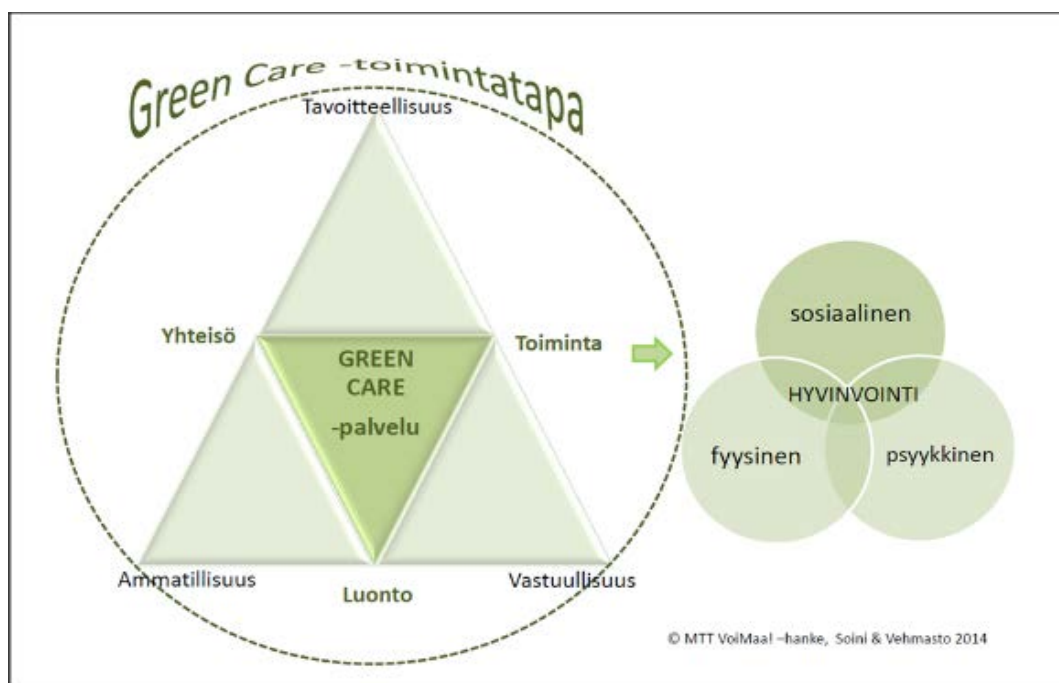 Green Care -toimintatapa
Tavoitteellisuus
Yhteisö
Toiminta
GREEN
CARE
-palvelu
Ammatillisuus
Luonto
Vastuullisuus
sosiaalinen
HYVINVOINTI
fyysinen
psyykkinen
© MTT VoiMaa! –hanke, Soini & Vehmasto 2014